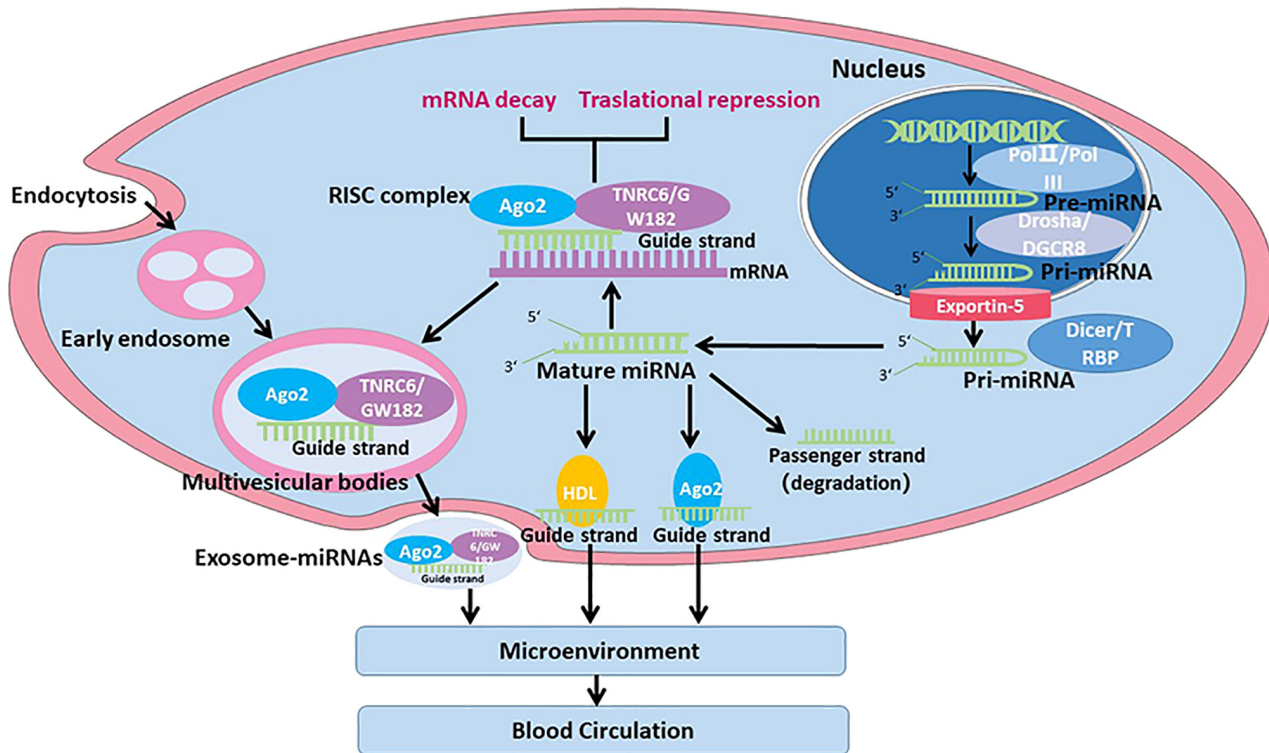 Nucleus
mRNA decay
Traslational repression
PolⅡ/Pol
III
5‘
3‘
Pre-miRNA
Drosha/
DGCR8
5‘
3‘
Pri-miRNA
Exportin-5
5‘
3‘
Pri-miRNA
Dicer/T
RBP
Endocytosis
RISC complex
Ago2
TNRC6/G
W182
Guide strand
mRNA
5‘
3‘
Mature miRNA
Early endosome
Ago2
TNRC6/
GW182
Guide strand
Multivesicular bodies
Passenger strand
(degradation)
HDL
Guide strand
Ago2
Guide strand
Exosome-miRNAs
Ago2
TNRC
6/GW
182
Guide strand
Microenvironment
Blood Circulation